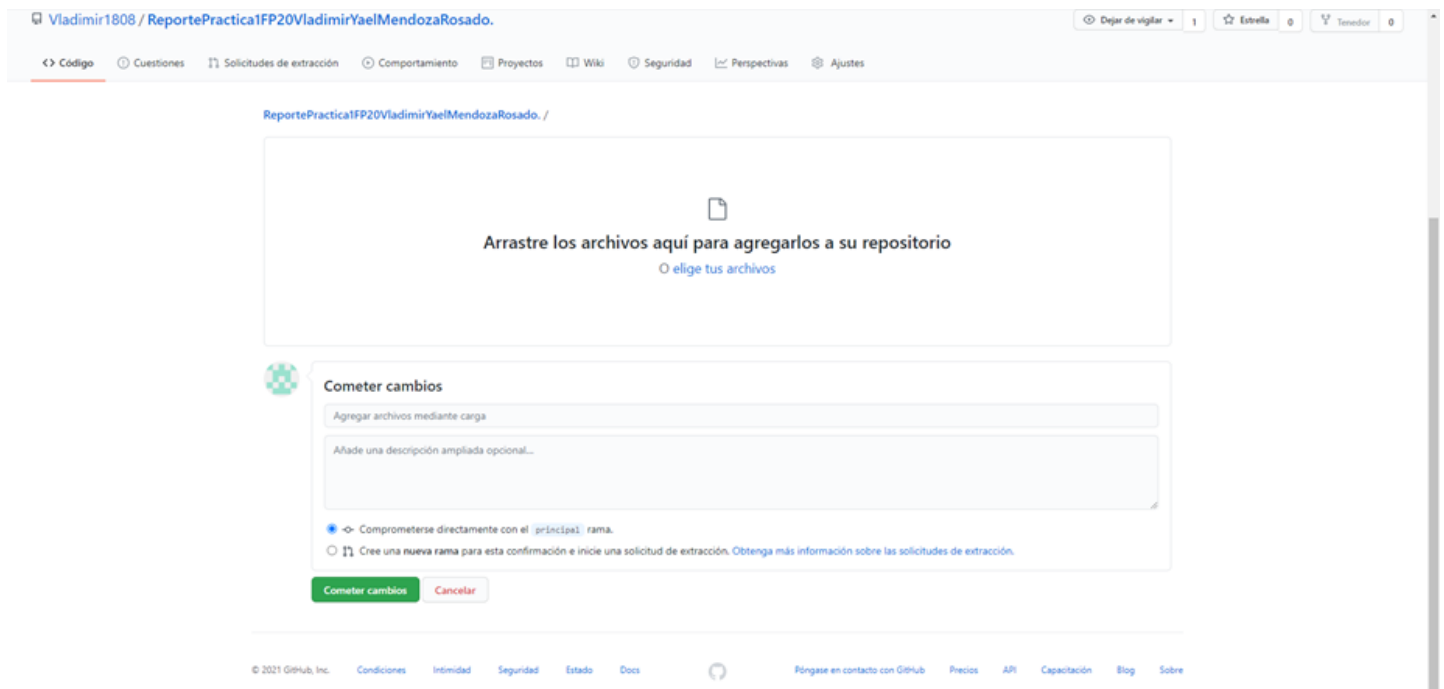 Vladimir1808 / ReportePractica1FP20VladimirYaelMendozaRosado.
Dejar de vigilar 1 Estrella 0 Tenedor 0
<> Código Cuestiones Solicitudes de extracción Comportamiento Proyectos Wiki Seguridad Perspectivas Ajustes
ReportePractica1FP20VladimirYaelMendozaRosado. /
Arrastre los archivos aquí para agregarlos a su repositorio
O elige tus archivos
Cometer cambios
Agregar archivos mediante carga
Añade una descripción ampliada opcional...
Comprometerse directamente con el principal rama.
Cree una nueva rama para esta confirmación e inicie una solicitud de extracción. Obtenga más información sobre las solicitudes de extracción.
Cometer cambios Cancelar
© 2021 GitHub, Inc. Condiciones Intimidad Seguridad Estado Docs Póngase en contacto con GitHub Precios API Capacitación Blog Sobre